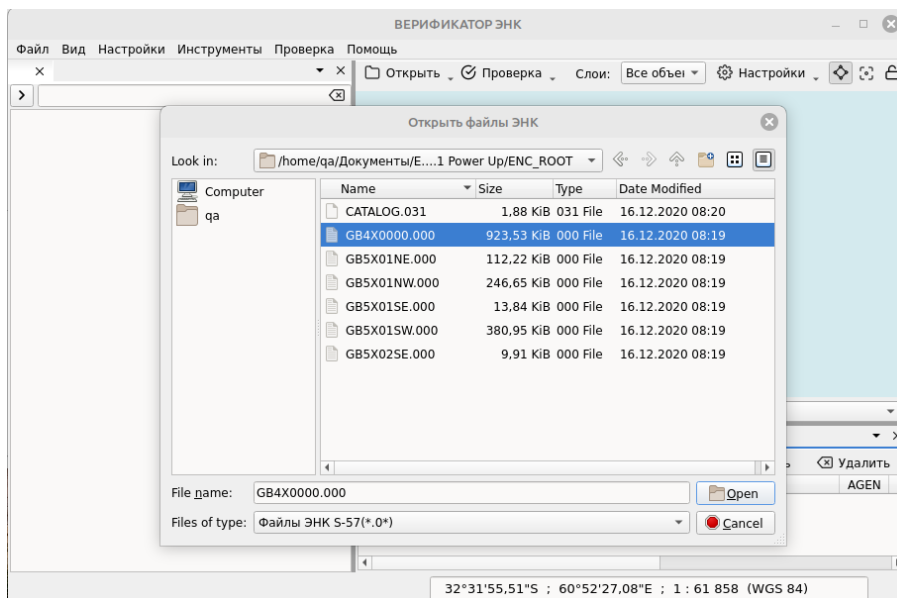 ВЕРИФИКАТОР ЭНК
Файл Вид Настройки Инструменты Проверка Помощь
Открыть Проверка Слои: Все объек Настройки
Открыть файлы ЭНК
Look in: /home/qa/Документы/E....1 Power Up/ENC_ROOT
Computer
qa
Name Size Type Date Modified
CATALOG.031 1,88 KiB 031 File 16.12.2020 08:20
GB4X0000.000 923,53 KiB 000 File 16.12.2020 08:19
GB5X01NE.000 112,22 KiB 000 File 16.12.2020 08:19
GB5X01NW.000 246,65 KiB 000 File 16.12.2020 08:19
GB5X01SE.000 13,84 KiB 000 File 16.12.2020 08:19
GB5X01SW.000 380,95 KiB 000 File 16.12.2020 08:19
GB5X02SE.000 9,91 KiB 000 File 16.12.2020 08:19
Удалить
AGEN
File name: GB4X0000.000 Open
Files of type: Файлы ЭНК S-57(*.0*) Cancel
32°31'55,51"S ; 60°52'27,08"E ; 1 : 61 858 (WGS 84)